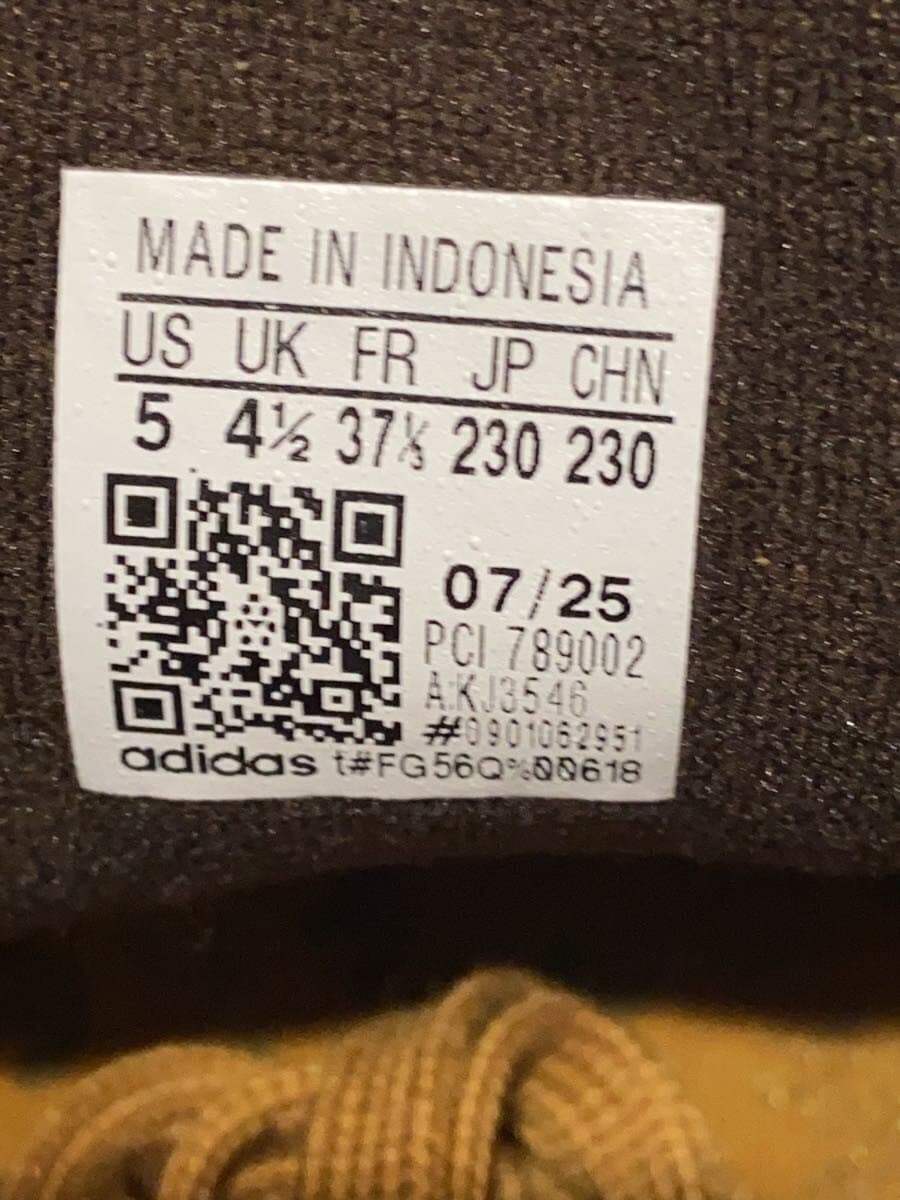 MADE IN INDONESIA
US UK FR JP CHN
5 4½ 37⅓ 230 230
07/25
PCI 789002
A:KJ3546
#0901062951
adidas t#FG56Q%00618